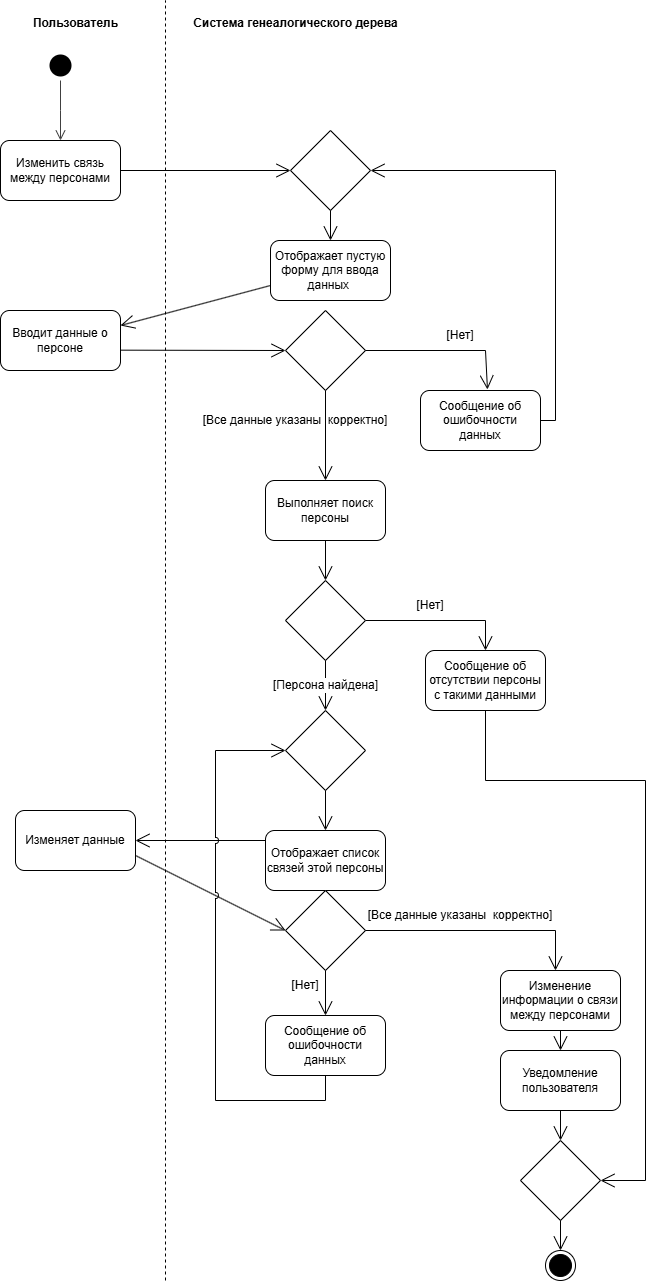 Пользователь
Система генеалогического дерева
Изменить связь
между персонами
Отображает пустую
форму для ввода
данных
Вводит данные о
персоне
[Нет]
Сообщение об
ошибочности
данных
[Все данные указаны  корректно]
Выполняет поиск
персоны
[Нет]
Сообщение об
отсутствии персоны
с такими данными
[Персона найдена]
Изменяет данные
Отображает список
связей этой персоны
[Все данные указаны  корректно]
[Нет]
Изменение
информации о связи
между персонами
Сообщение об
ошибочности
данных
Уведомление
пользователя